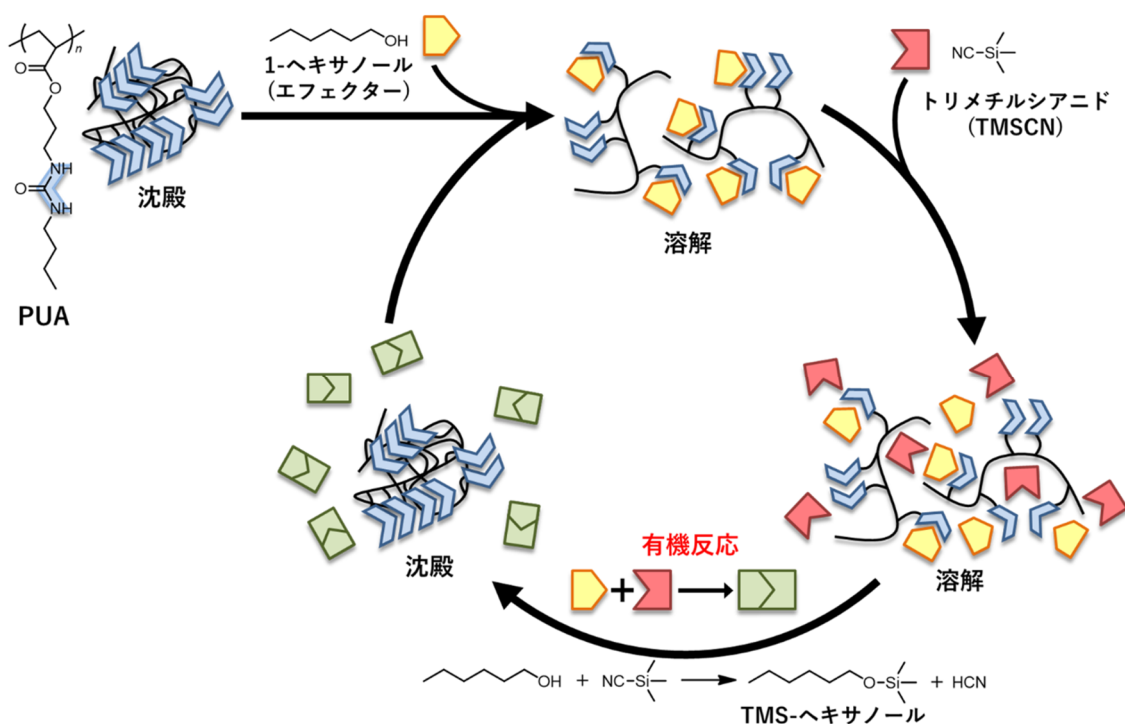 n
O
O
NH
O
NH
PUA
沈殿
OH
1-ヘキサノール
(エフェクター)
溶解
NC-Si
トリメチルシアニド
(TMSCN)
溶解
沈殿
有機反応
+
OH + NC-Si O-Si + HCN
TMS-ヘキサノール